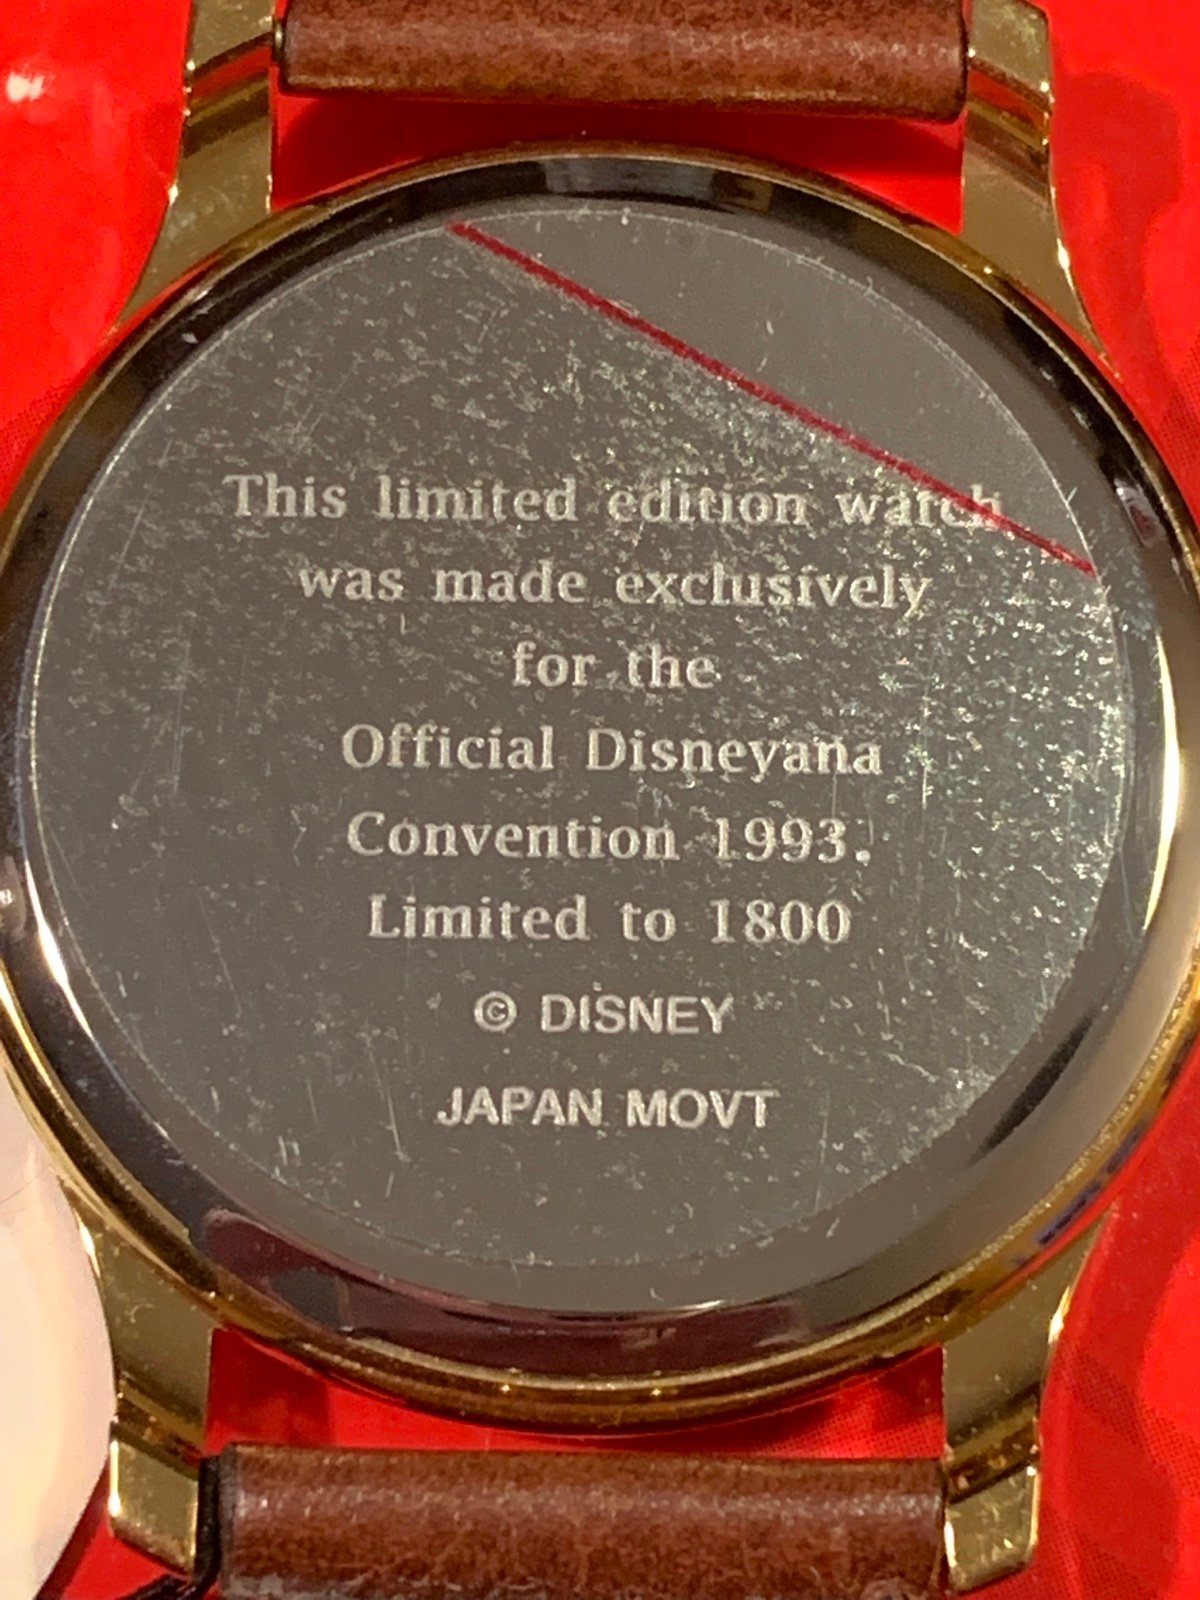 This limited edition watch
was made exclusively
for the
Official Disneyana
Convention 1993.
Limited to 1800
© DISNEY
JAPAN MOVT